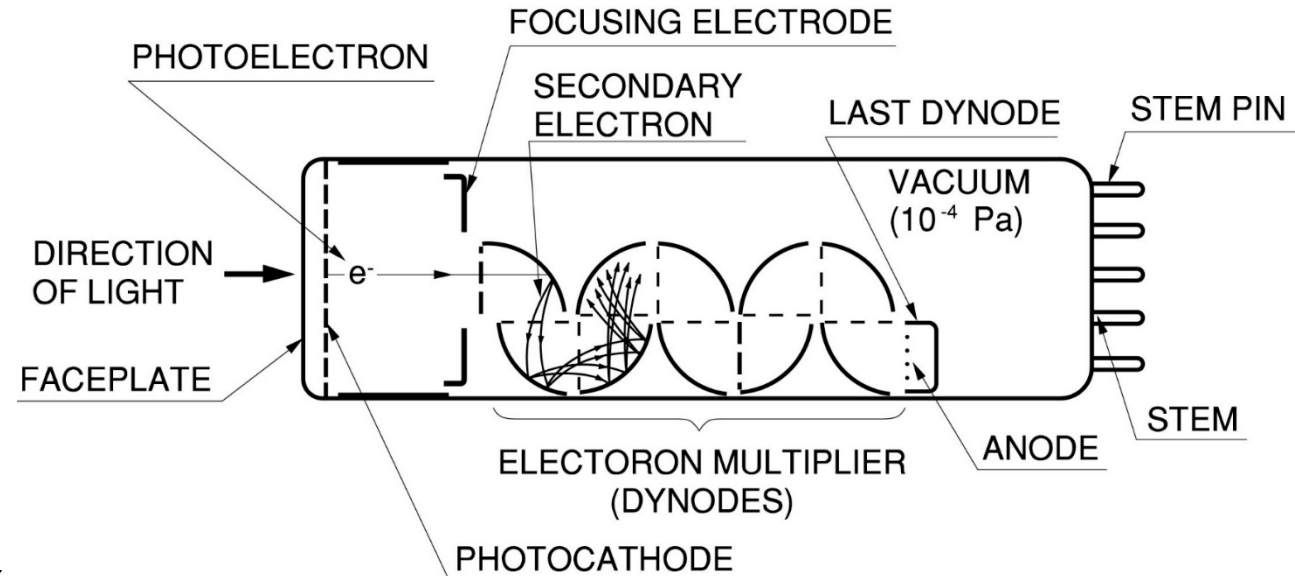 FOCUSING ELECTRODE
PHOTOELECTRON
SECONDARY
ELECTRON
LAST DYNODE
STEM PIN
VACUUM
(10⁻⁴ Pa)
DIRECTION
OF LIGHT
e⁻
FACEPLATE
STEM
ANODE
ELECTORON MULTIPLIER
(DYNODES)
PHOTOCATHODE